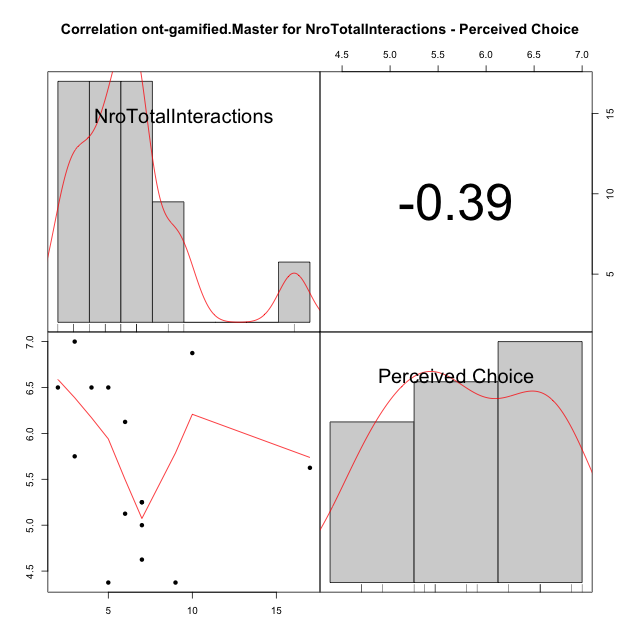 Correlation ont-gamified.Master for NroTotalInteractions - Perceived Choice
4.5 5.0 5.5 6.0 6.5 7.0
NroTotalInteractions
-0.39
15
10
5
7.0
6.5
6.0
5.5
5.0
4.5
Perceived Choice
5 10 15